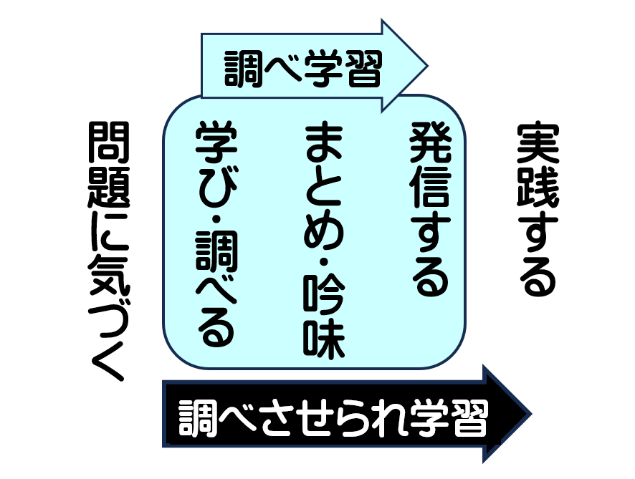 調べ学習
問題に気づく
学び・調べる
まとめ・吟味
発信する
実践する
調べさせられ学習